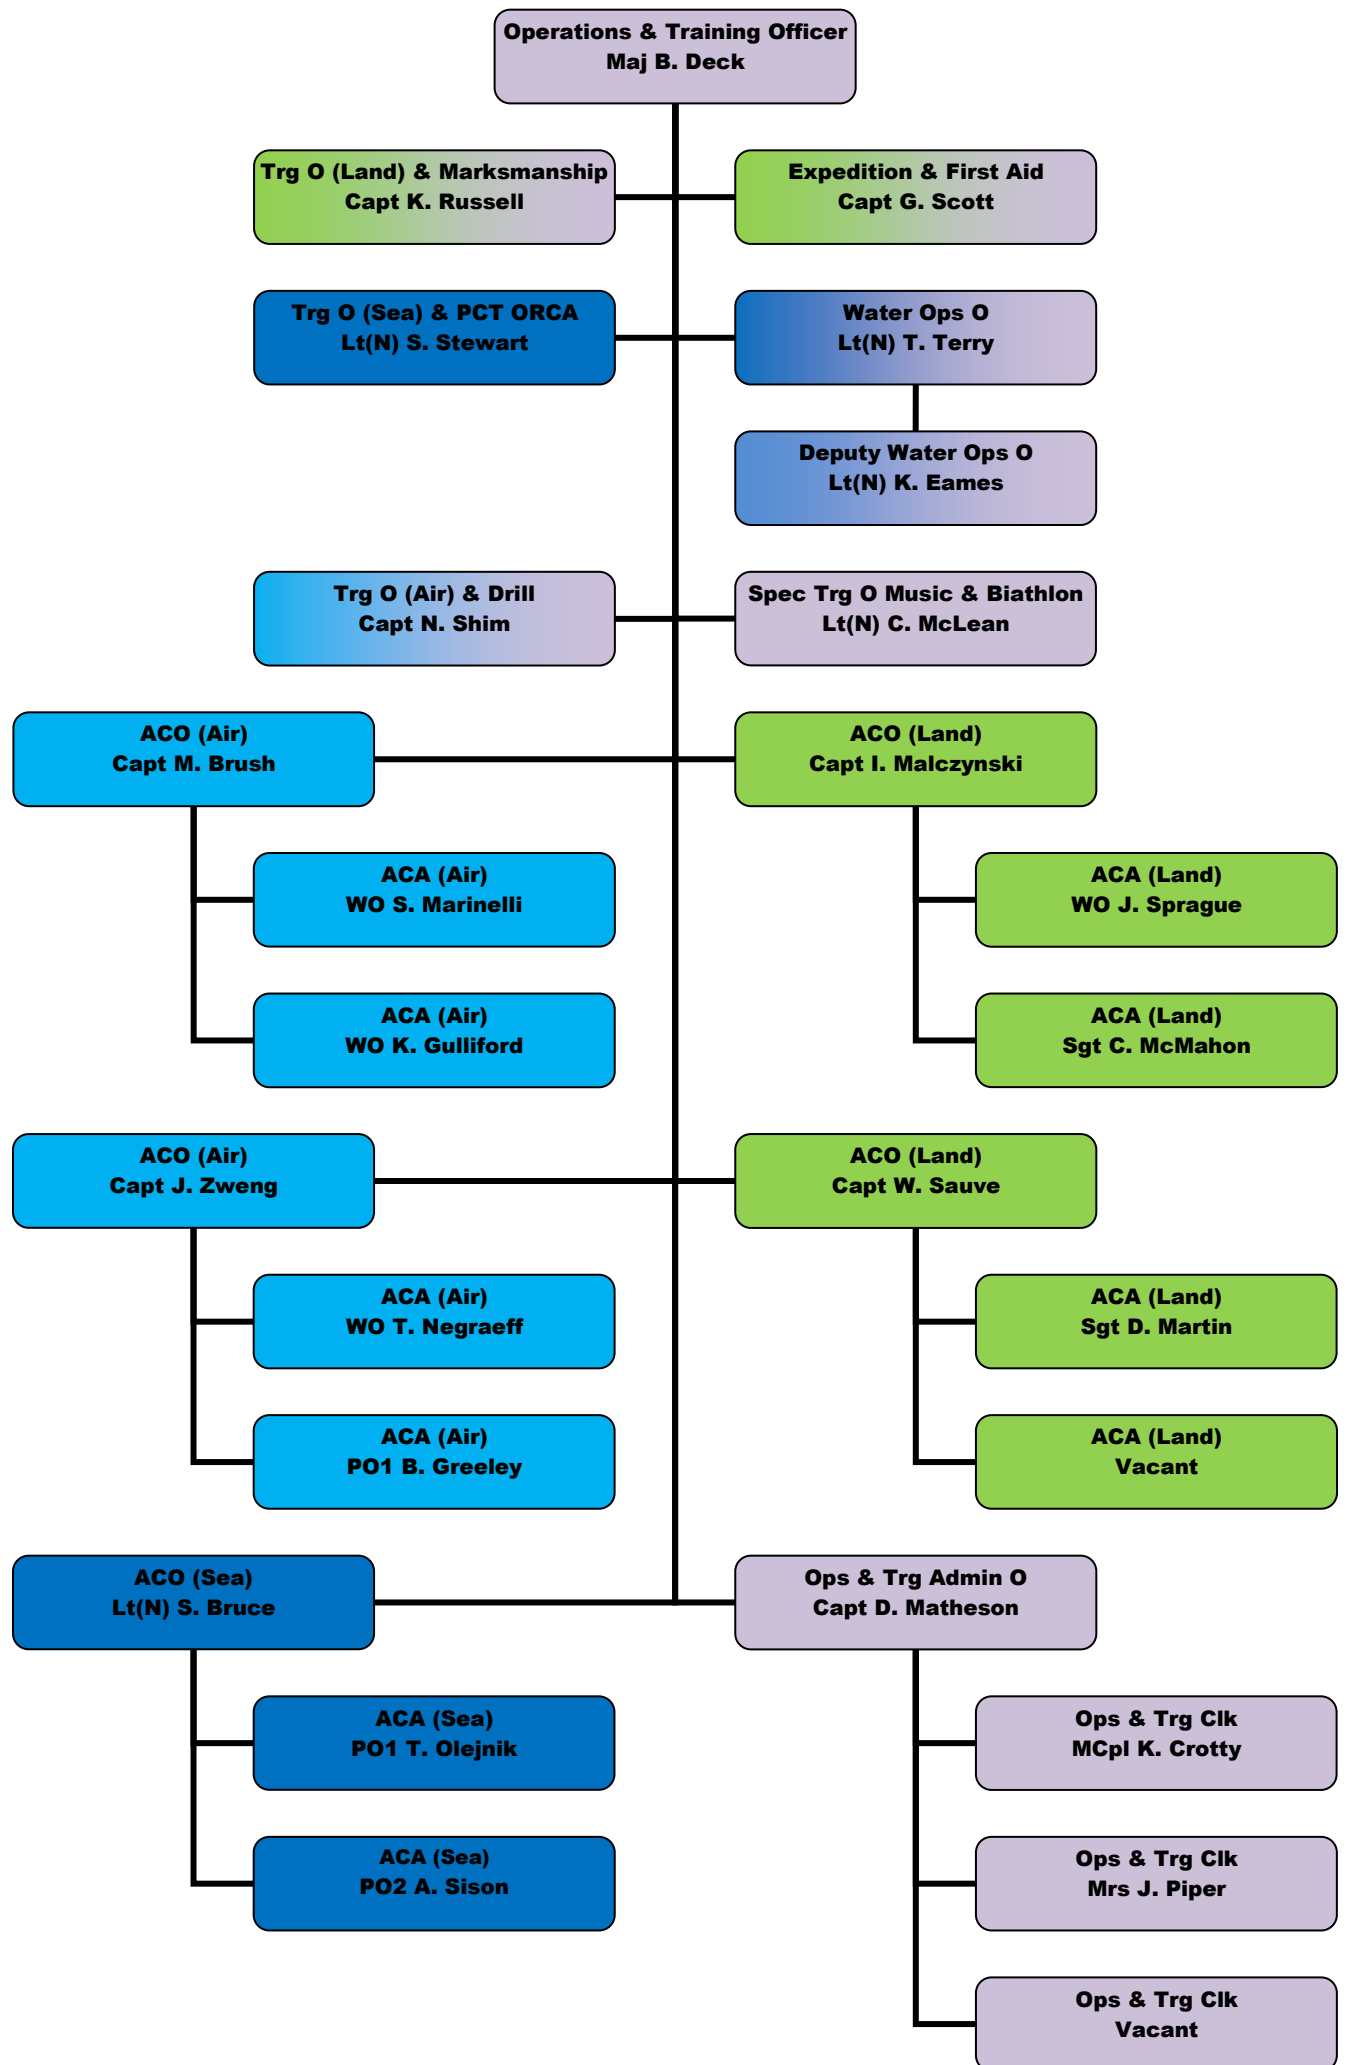 Operations & Training Officer
Maj B. Deck
Trg O (Land) & Marksmanship
Capt K. Russell
Expedition & First Aid
Capt G. Scott
Trg O (Sea) & PCT ORCA
Lt(N) S. Stewart
Water Ops O
Lt(N) T. Terry
Deputy Water Ops O
Lt(N) K. Eames
Trg O (Air) & Drill
Capt N. Shim
Spec Trg O Music & Biathlon
Lt(N) C. McLean
ACO (Air)
Capt M. Brush
ACO (Land)
Capt I. Malczynski
ACA (Air)
WO S. Marinelli
ACA (Land)
WO J. Sprague
ACA (Air)
WO K. Gulliford
ACA (Land)
Sgt C. McMahon
ACO (Air)
Capt J. Zweng
ACO (Land)
Capt W. Sauve
ACA (Air)
WO T. Negraeff
ACA (Land)
Sgt D. Martin
ACA (Air)
PO1 B. Greeley
ACA (Land)
Vacant
ACO (Sea)
Lt(N) S. Bruce
Ops & Trg Admin O
Capt D. Matheson
ACA (Sea)
PO1 T. Olejnik
Ops & Trg Clk
MCpl K. Crotty
ACA (Sea)
PO2 A. Sison
Ops & Trg Clk
Mrs J. Piper
Ops & Trg Clk
Vacant